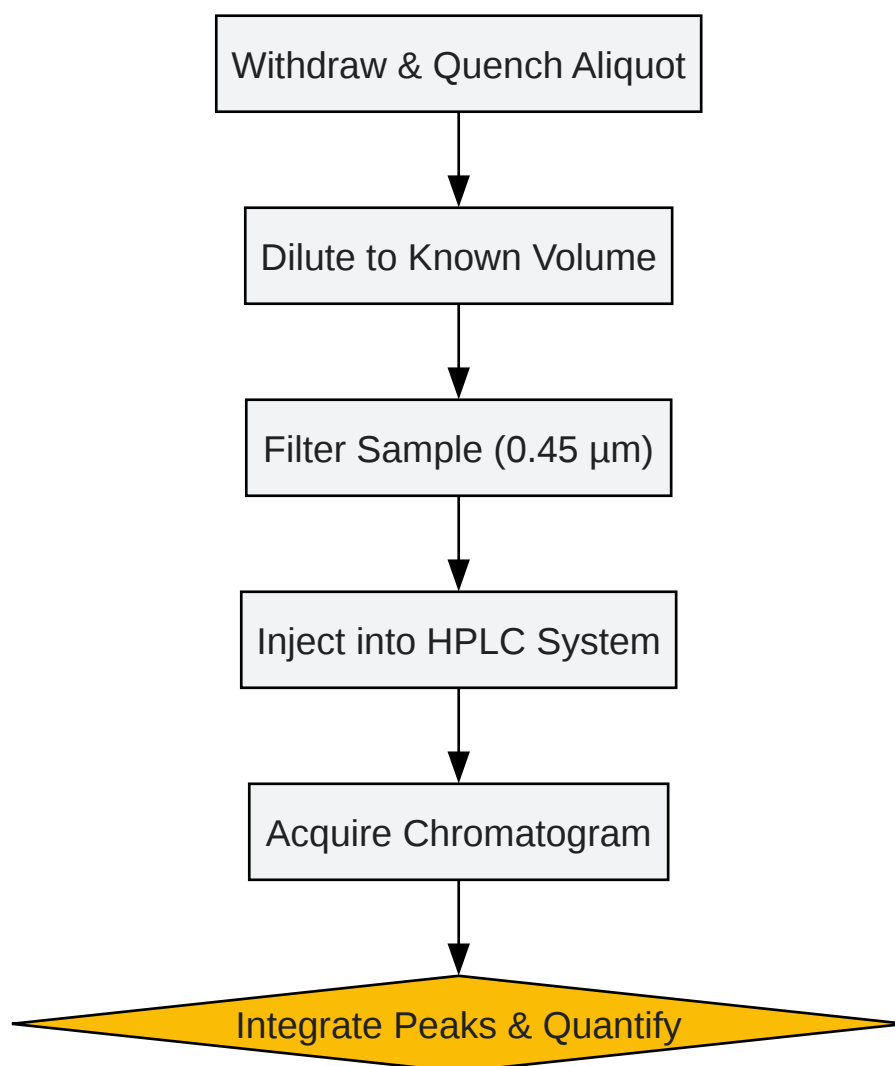 Withdraw & Quench Aliquot
Dilute to Known Volume
Filter Sample (0.45 µm)
Inject into HPLC System
Acquire Chromatogram
Integrate Peaks & Quantify